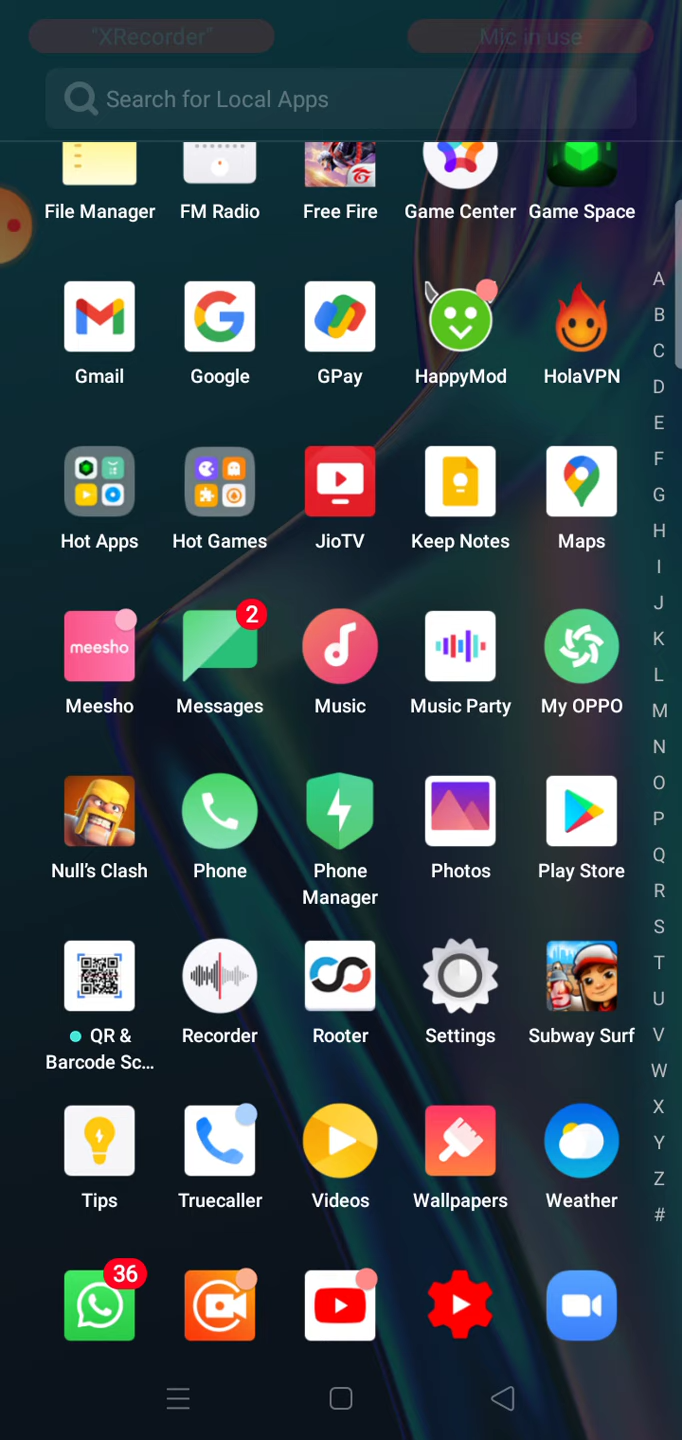 "XRecorder"
Mic in use
Search for Local Apps
File Manager
FM Radio
Free Fire
Game Center
Game Space
Gmail
Google
GPay
HappyMod
HolaVPN
Hot Apps
Hot Games
JioTV
Keep Notes
Maps
meesho
2
Meesho
Messages
Music
Music Party
My OPPO
Null's Clash
Phone
Phone
Manager
Photos
Play Store
QR &
Barcode Sc...
Recorder
Rooter
Settings
Subway Surf
Tips
Truecaller
Videos
Wallpapers
Weather
36
A
B
C
D
E
F
G
H
I
J
K
L
M
N
O
P
Q
R
S
T
U
V
W
X
Y
Z
#